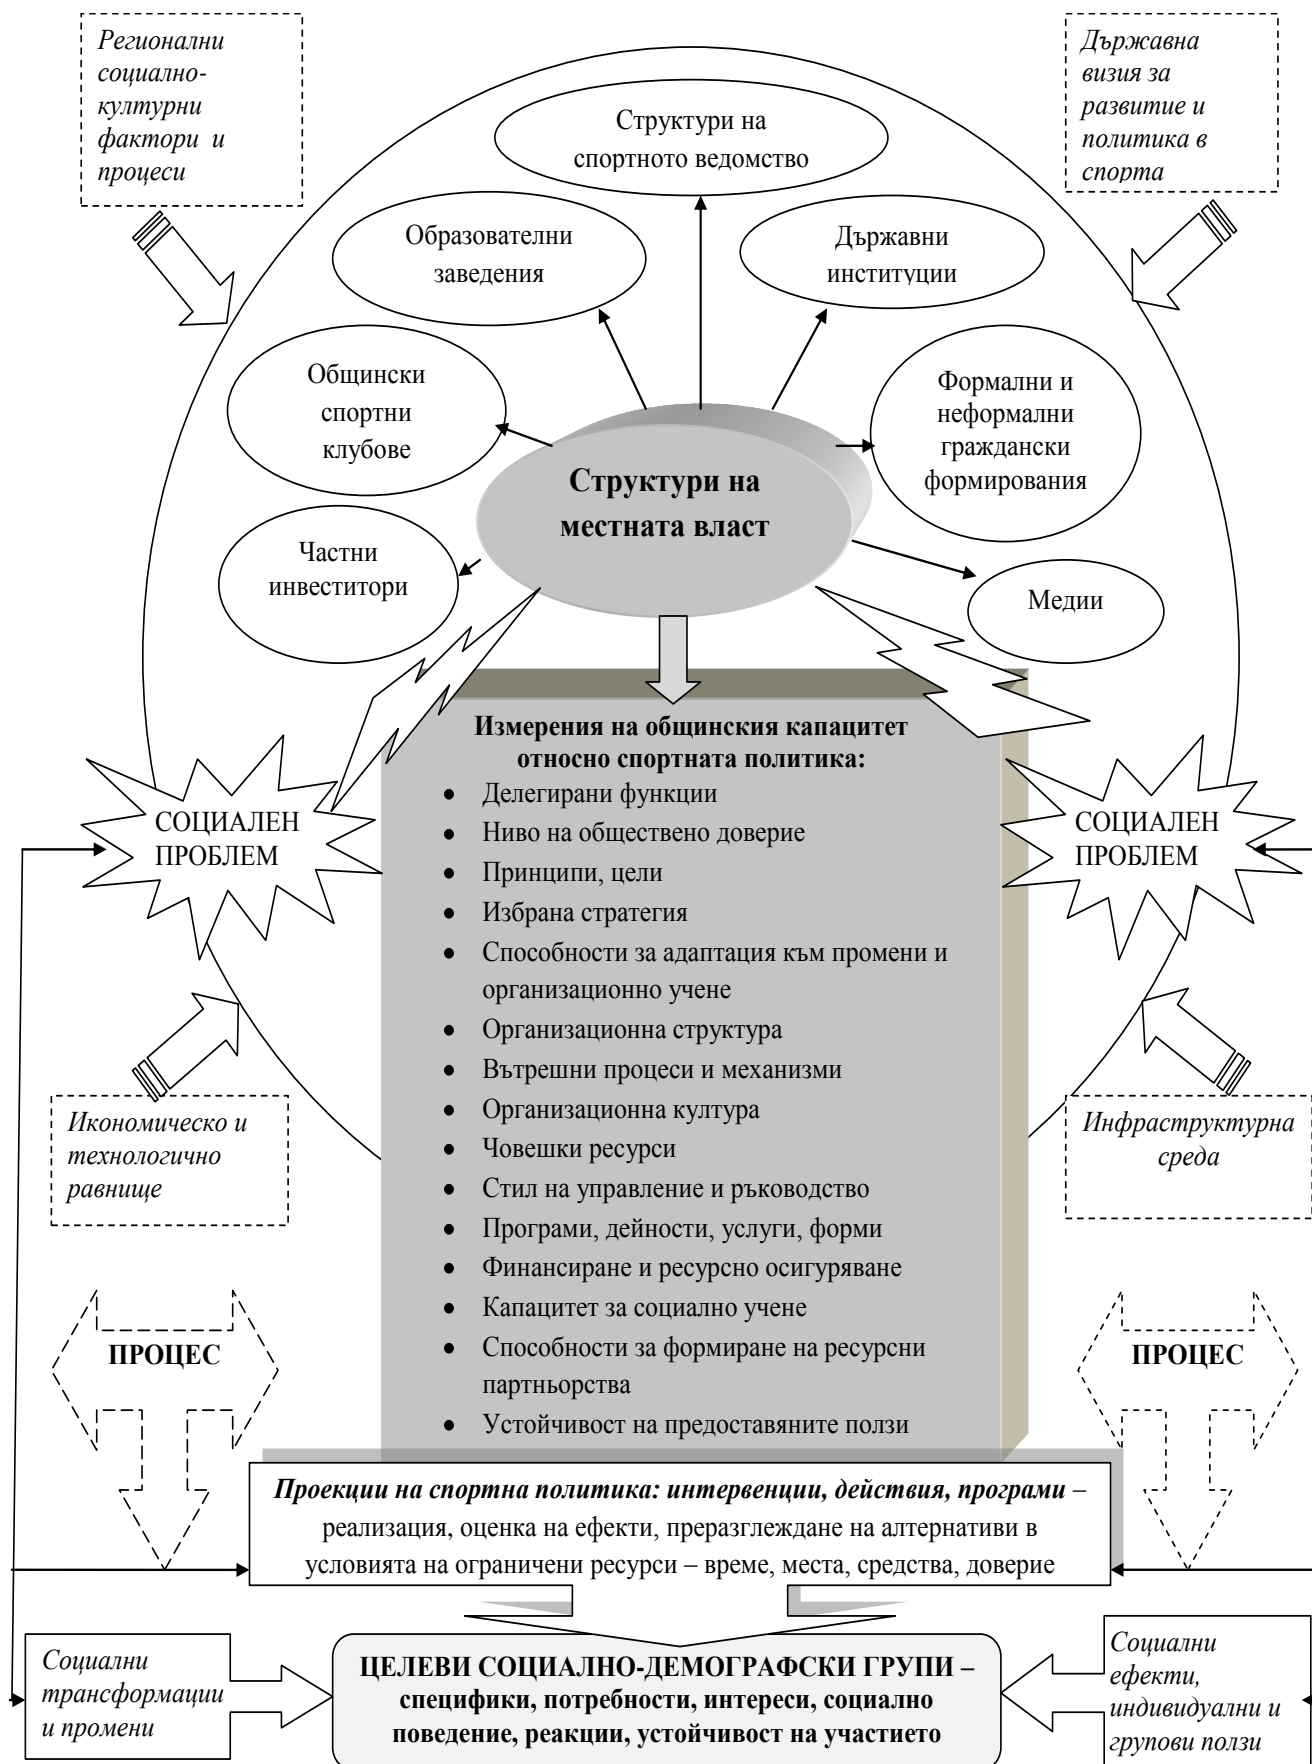 Регионални
социално-
културни
фактори и
процеси
Държавна
визия за
развитие и
политика в
спорта
Структури на
спортното ведомство
Образователни
заведения
Държавни
институции
Общински
спортни
клубове
Формални и
неформални
граждански
формирования
Структури на
местната власт
Частни
инвеститори
Медии
Измерения на общинския капацитет
относно спортната политика:
• Делегирани функции
• Ниво на обществено доверие
• Принципи, цели
• Избрана стратегия
• Способности за адаптация към промени и
организационно учене
• Организационна структура
• Вътрешни процеси и механизми
• Организационна култура
• Човешки ресурси
• Стил на управление и ръководство
• Програми, дейности, услуги, форми
• Финансиране и ресурсно осигуряване
• Капацитет за социално учене
• Способности за формиране на ресурсни
партньорства
• Устойчивост на предоставяните ползи
СОЦИАЛЕН
ПРОБЛЕМ
СОЦИАЛЕН
ПРОБЛЕМ
Икономическо и
технологично
равнище
Инфраструктурна
среда
ПРОЦЕС
ПРОЦЕС
Проекции на спортна политика: интервенции, действия, програми –
реализация, оценка на ефекти, преразглеждане на алтернативи в
условията на ограничени ресурси – време, места, средства, доверие
Социални
трансформации
и промени
ЦЕЛЕВИ СОЦИАЛНО-ДЕМОГРАФСКИ ГРУПИ –
специфики, потребности, интереси, социално
поведение, реакции, устойчивост на участието
Социални
ефекти,
индивидуални и
групови ползи